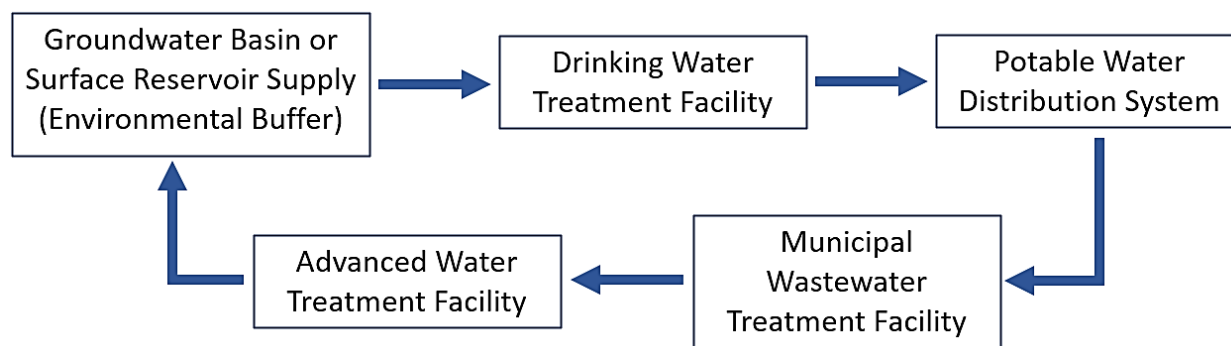 Groundwater Basin or
Surface Reservoir Supply
(Environmental Buffer)
Drinking Water
Treatment Facility
Potable Water
Distribution System
Municipal
Wastewater
Treatment Facility
Advanced Water
Treatment Facility